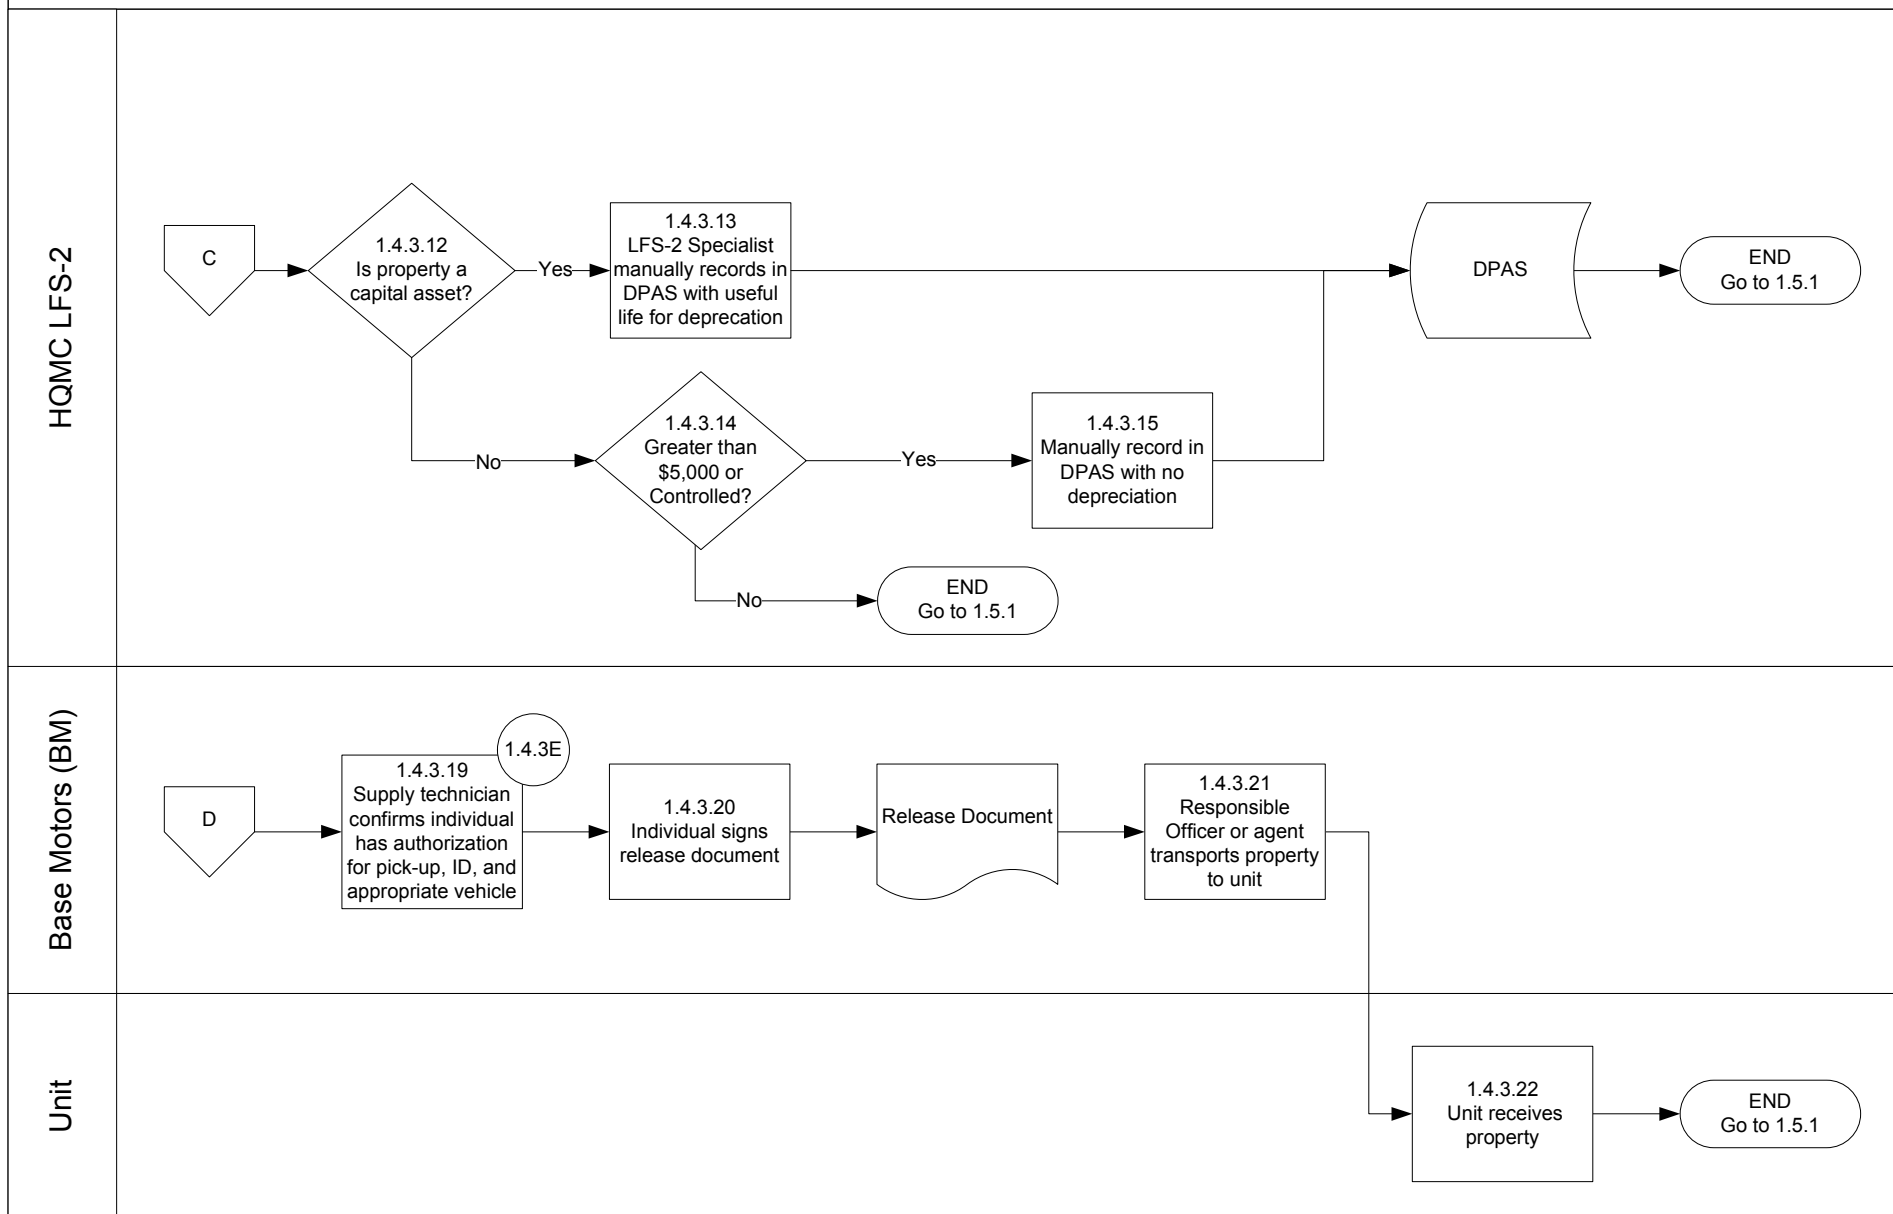 HQMC LFS-2
C
1.4.3.12
Is property a
capital asset?
Yes
1.4.3.13
LFS-2 Specialist
manually records in
DPAS with useful
life for deprecation
DPAS
END
Go to 1.5.1
No
1.4.3.14
Greater than
$5,000 or
Controlled?
Yes
1.4.3.15
Manually record in
DPAS with no
depreciation
No
END
Go to 1.5.1
Base Motors (BM)
D
1.4.3E
1.4.3.19
Supply technician
confirms individual
has authorization
for pick-up, ID, and
appropriate vehicle
1.4.3.20
Individual signs
release document
Release Document
1.4.3.21
Responsible
Officer or agent
transports property
to unit
Unit
1.4.3.22
Unit receives
property
END
Go to 1.5.1